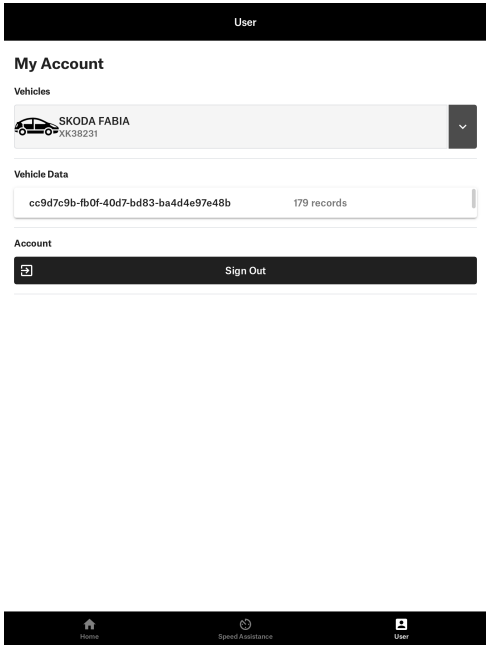 User
My Account
Vehicles
SKODA FABIA
XK38231
Vehicle Data
cc9d7c9b-fb0f-40d7-bd83-ba4d4e97e48b 179 records
Account
Sign Out
Home Speed Assistance User